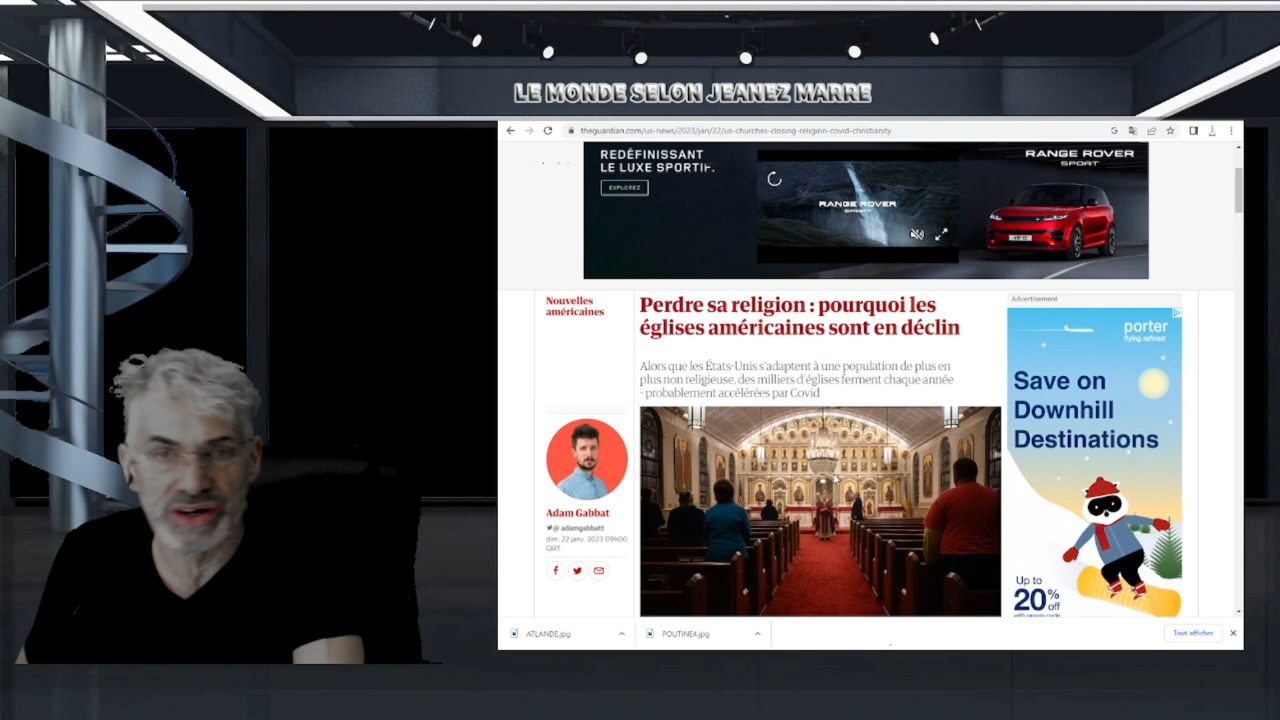 LE MONDE SELON JEANEZ MARRE
theguardian.com/us-news/2023/jan/22/us-churches-closing-religion-covid-christianity
REDÉFINISSANT
LE LUXE SPORTIF.
EXPLOREZ
RANGE ROVER
SPORT
RANGE ROVER
SPORT
Nouvelles
américaines
Perdre sa religion : pourquoi les
églises américaines sont en déclin
Alors que les États-Unis s'adaptent à une population de plus en
plus non religieuse, des milliers d'églises ferment chaque année
- probablement accélérées par Covid
Adam Gabbat
@ adamgabbatt
dim. 22 janv. 2023 09h00
GMT
Advertisement
porter
flying refined
Save on
Downhill
Destinations
Up to
20% off
ATLANDE.jpg
POUTINE4.jpg
Tout afficher